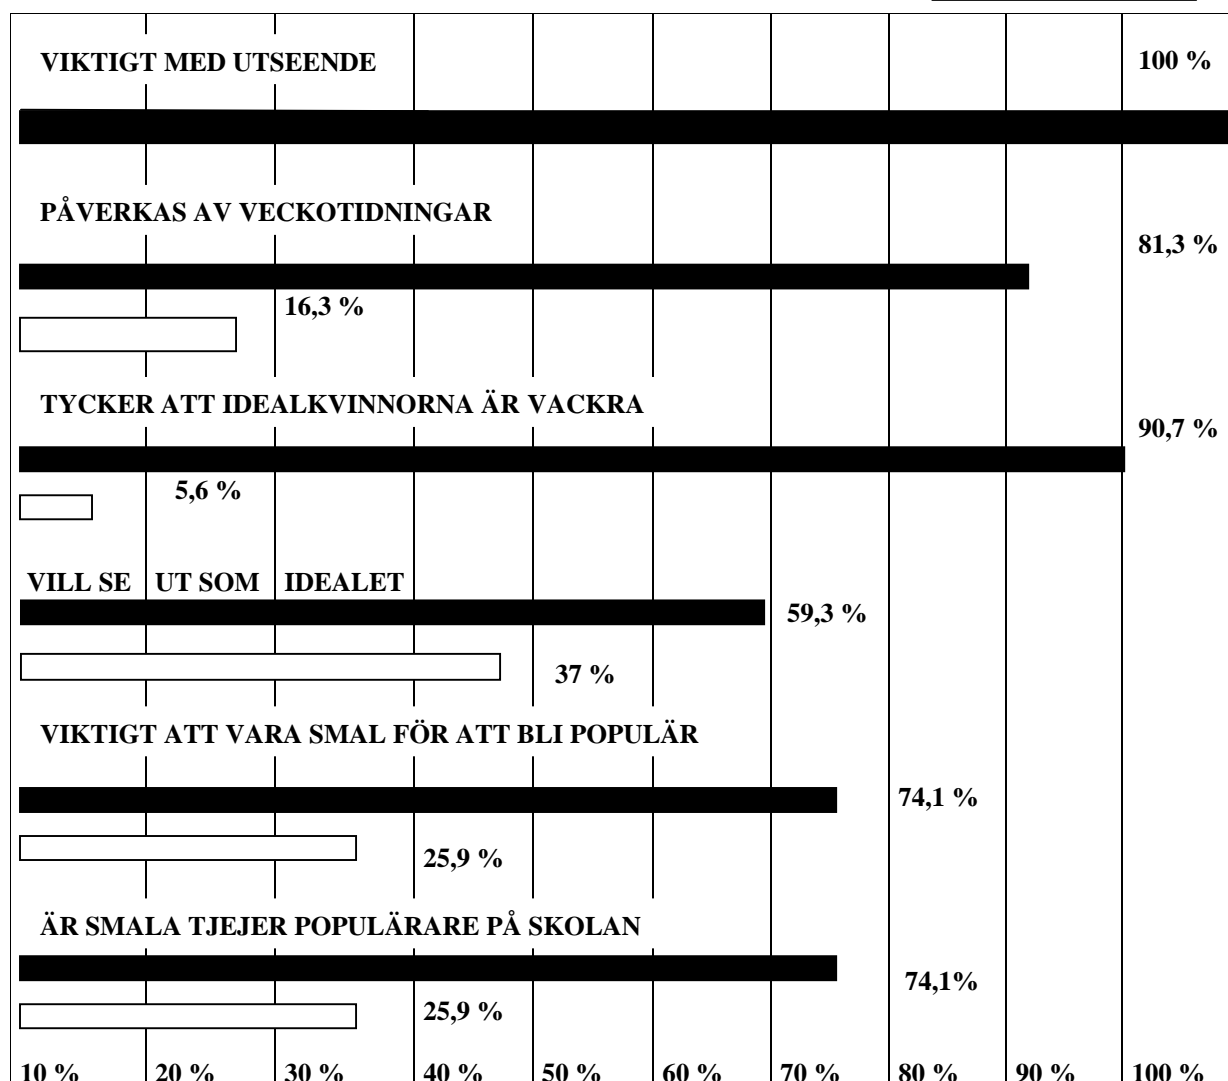 VIKTIGT MED UTSEENDE 100 %
PÅVERKAS AV VECKOTIDNINGAR
81,3 %
16,3 %
TYCKER ATT IDEALKVINNORNA ÄR VACKRA
90,7 %
5,6 %
VILL SE UT SOM IDEALET
59,3 %
37 %
VIKTIGT ATT VARA SMAL FÖR ATT BLI POPULÄR
74,1 %
25,9 %
ÄR SMALA TJEJER POPULÄRARE PÅ SKOLAN
74,1%
25,9 %
10 % 20 % 30 % 40 % 50 % 60 % 70 % 80 % 90 % 100 %